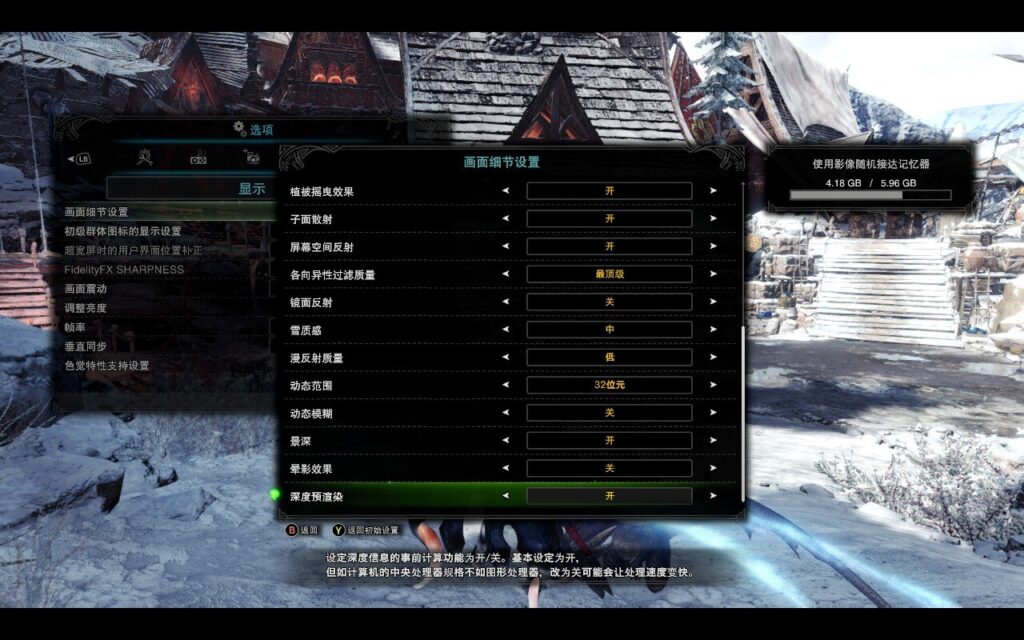 选项
LB
显示
画面细节设置
初级群体图标的显示设置
超宽屏时的用户界面位置补正
FidelityFX SHARPNESS
画面震动
调整亮度
帧率
垂直同步
色觉特性支持设置
画面细节设置
植被摇曳效果 开
子面散射 开
屏幕空间反射 开
各向异性过滤质量 最顶级
镜面反射 关
雪质感 中
漫反射质量 低
动态范围 32位元
动态模糊 关
景深 开
晕影效果 关
深度预渲染 开
B 返回 Y 返回初始设置
使用影像随机接达记忆器
4.18 GB / 5.96 GB
设定深度信息的事前计算功能为开/关。基本设定为开,
但如计算机的中央处理器规格不如图形处理器，改为关可能会让处理速度变快。